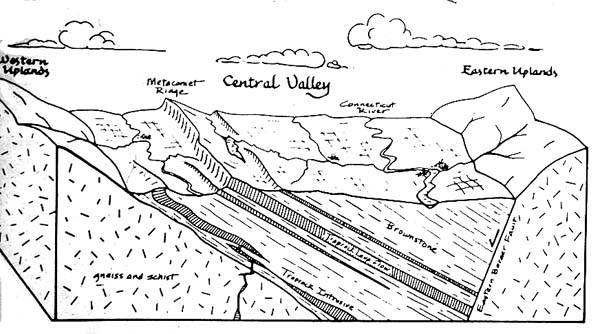 Western
Uplands
Metacomet
Ridge
Central Valley
Connecticut
River
Eastern Uplands
Brownstone
Traprock Lava Flow
Eastern Border Fault
gneiss and schist
Traprock Intrusive